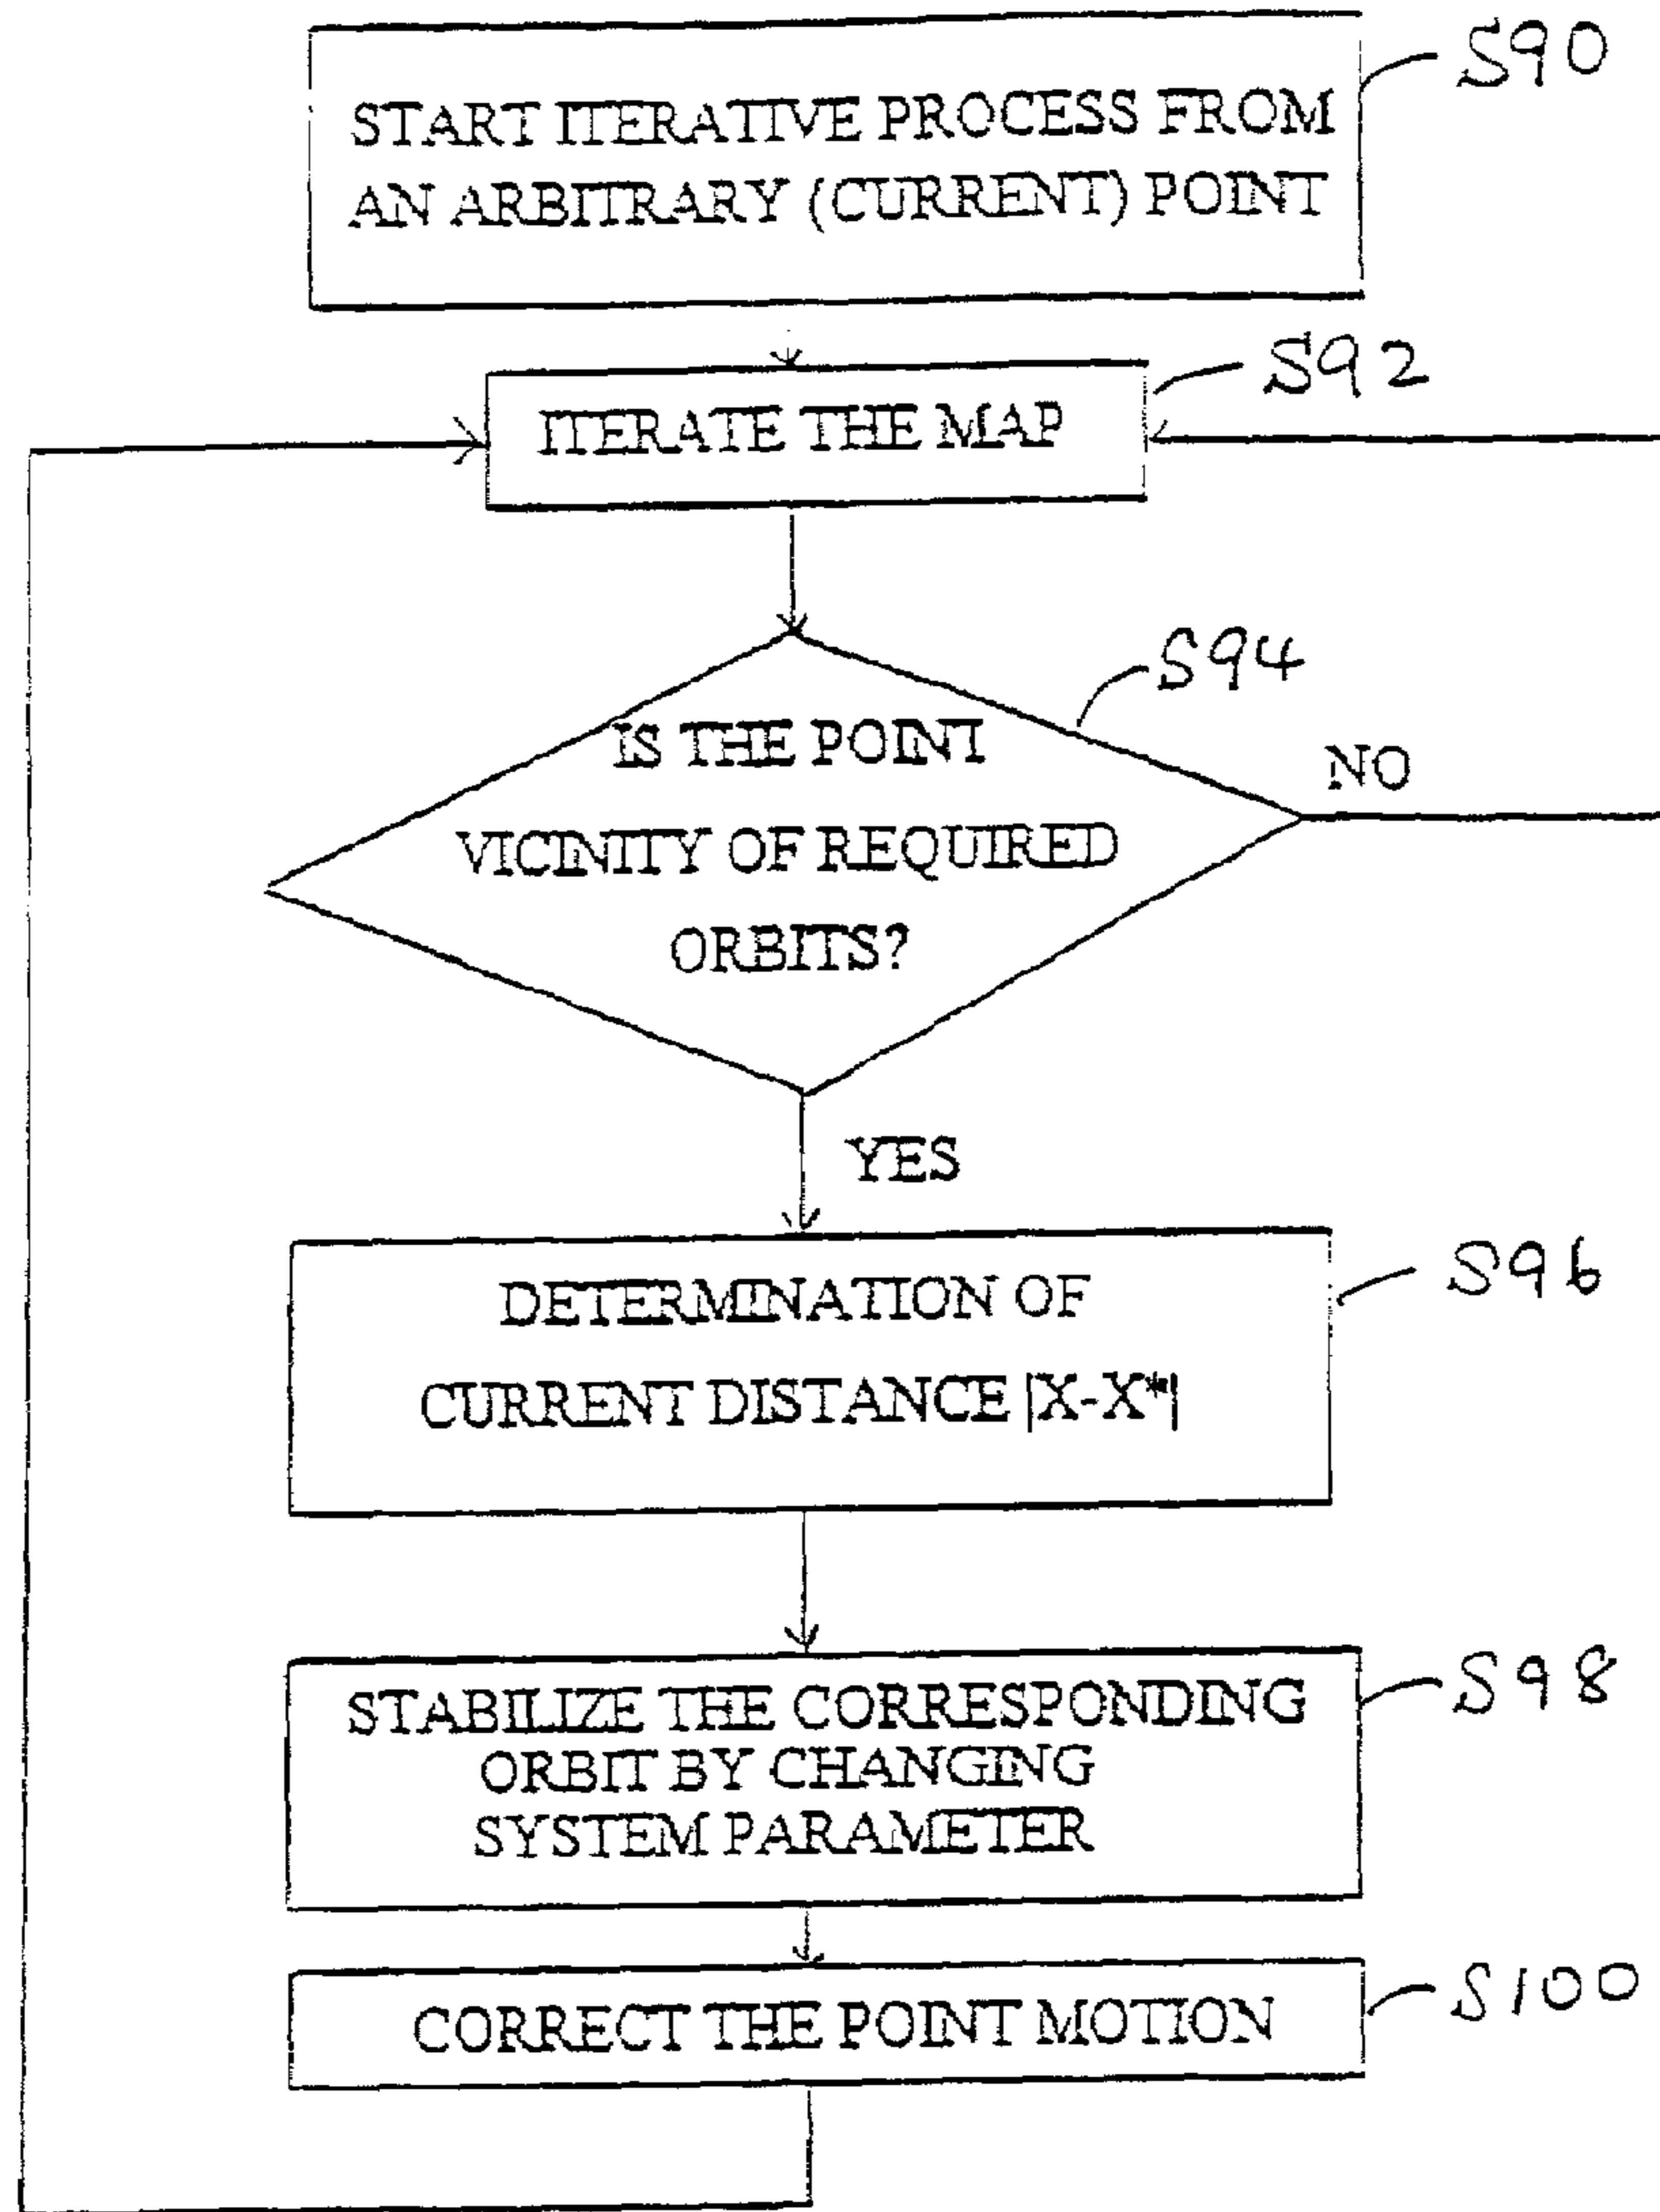 S90
START ITERATIVE PROCESS FROM
AN ARBITRARY (CURRENT) POINT
S92
ITERATE THE MAP
S94
IS THE POINT
VICINITY OF REQUIRED
ORBITS?
NO
YES
S96
DETERMINATION OF
CURRENT DISTANCE |X-X*|
S98
STABILIZE THE CORRESPONDING
ORBIT BY CHANGING
SYSTEM PARAMETER
S100
CORRECT THE POINT MOTION